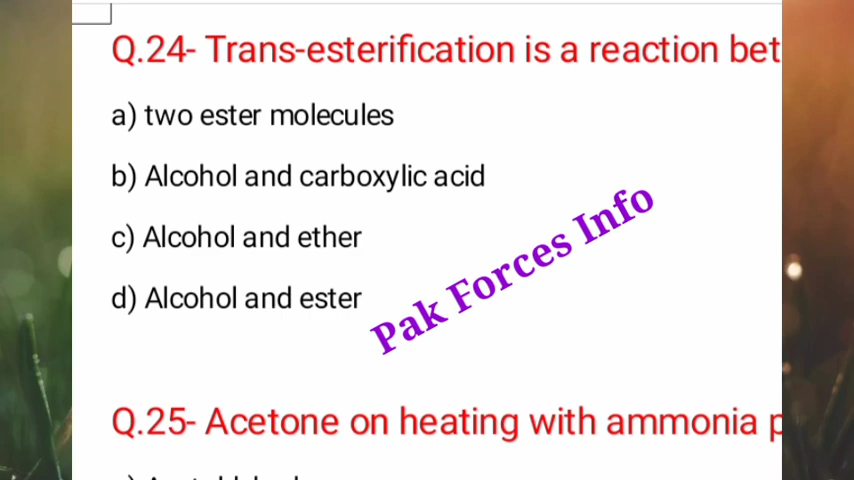 Q.24- Trans-esterification is a reaction bet
a) two ester molecules
b) Alcohol and carboxylic acid
c) Alcohol and ether
d) Alcohol and ester
Pak Forces Info
Q.25- Acetone on heating with ammonia p